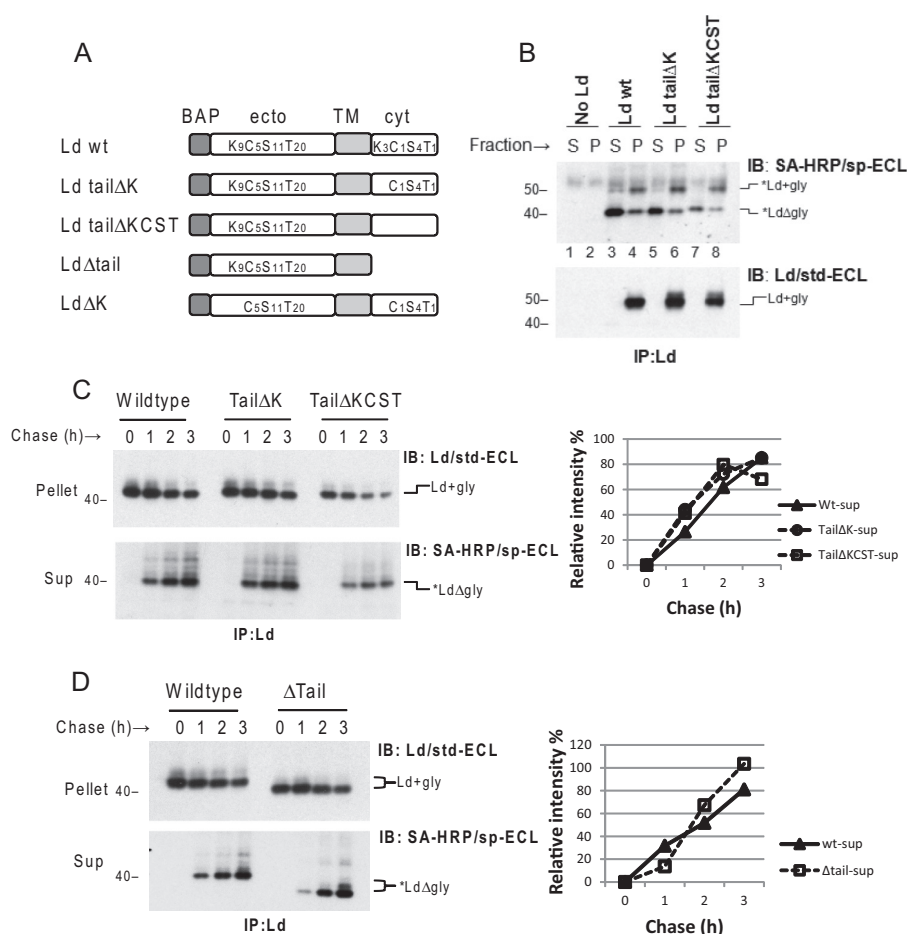 A
BAP ecto TM cyt
Ld wt K9C5S11T20 K3C1S4T1
Ld tailΔK K9C5S11T20 C1S4T1
Ld tailΔKCST K9C5S11T20
LdΔtail K9C5S11T20
LdΔK C5S11T20 C1S4T1
B
No Ld Ld wt Ld tailΔK Ld tailΔKCST
Fraction→ S P S P S P S P
IB: SA-HRP/sp-ECL
50– *Ld+gly
40– *LdΔgly
1 2 3 4 5 6 7 8
IB: Ld/std-ECL
50– Ld+gly
40–
IP:Ld
C
Wildtype TailΔK TailΔKCST
Chase (h)→ 0 1 2 3 0 1 2 3 0 1 2 3
IB: Ld/std-ECL
Pellet 40– Ld+gly
IB: SA-HRP/sp-ECL
Sup 40– *LdΔgly
IP:Ld
Relative intensity %
100
80
60
40
20
0
0 1 2 3
Chase (h)
Wt-sup
TailΔK-sup
TailΔKCST-sup
D
Wildtype ΔTail
Chase (h)→ 0 1 2 3 0 1 2 3
IB: Ld/std-ECL
Pellet 40– Ld+gly
IB: SA-HRP/sp-ECL
Sup
40– *LdΔgly
IP:Ld
Relative intensity %
120
100
80
60
40
20
0
0 1 2 3
Chase (h)
wt-sup
Δtail-sup